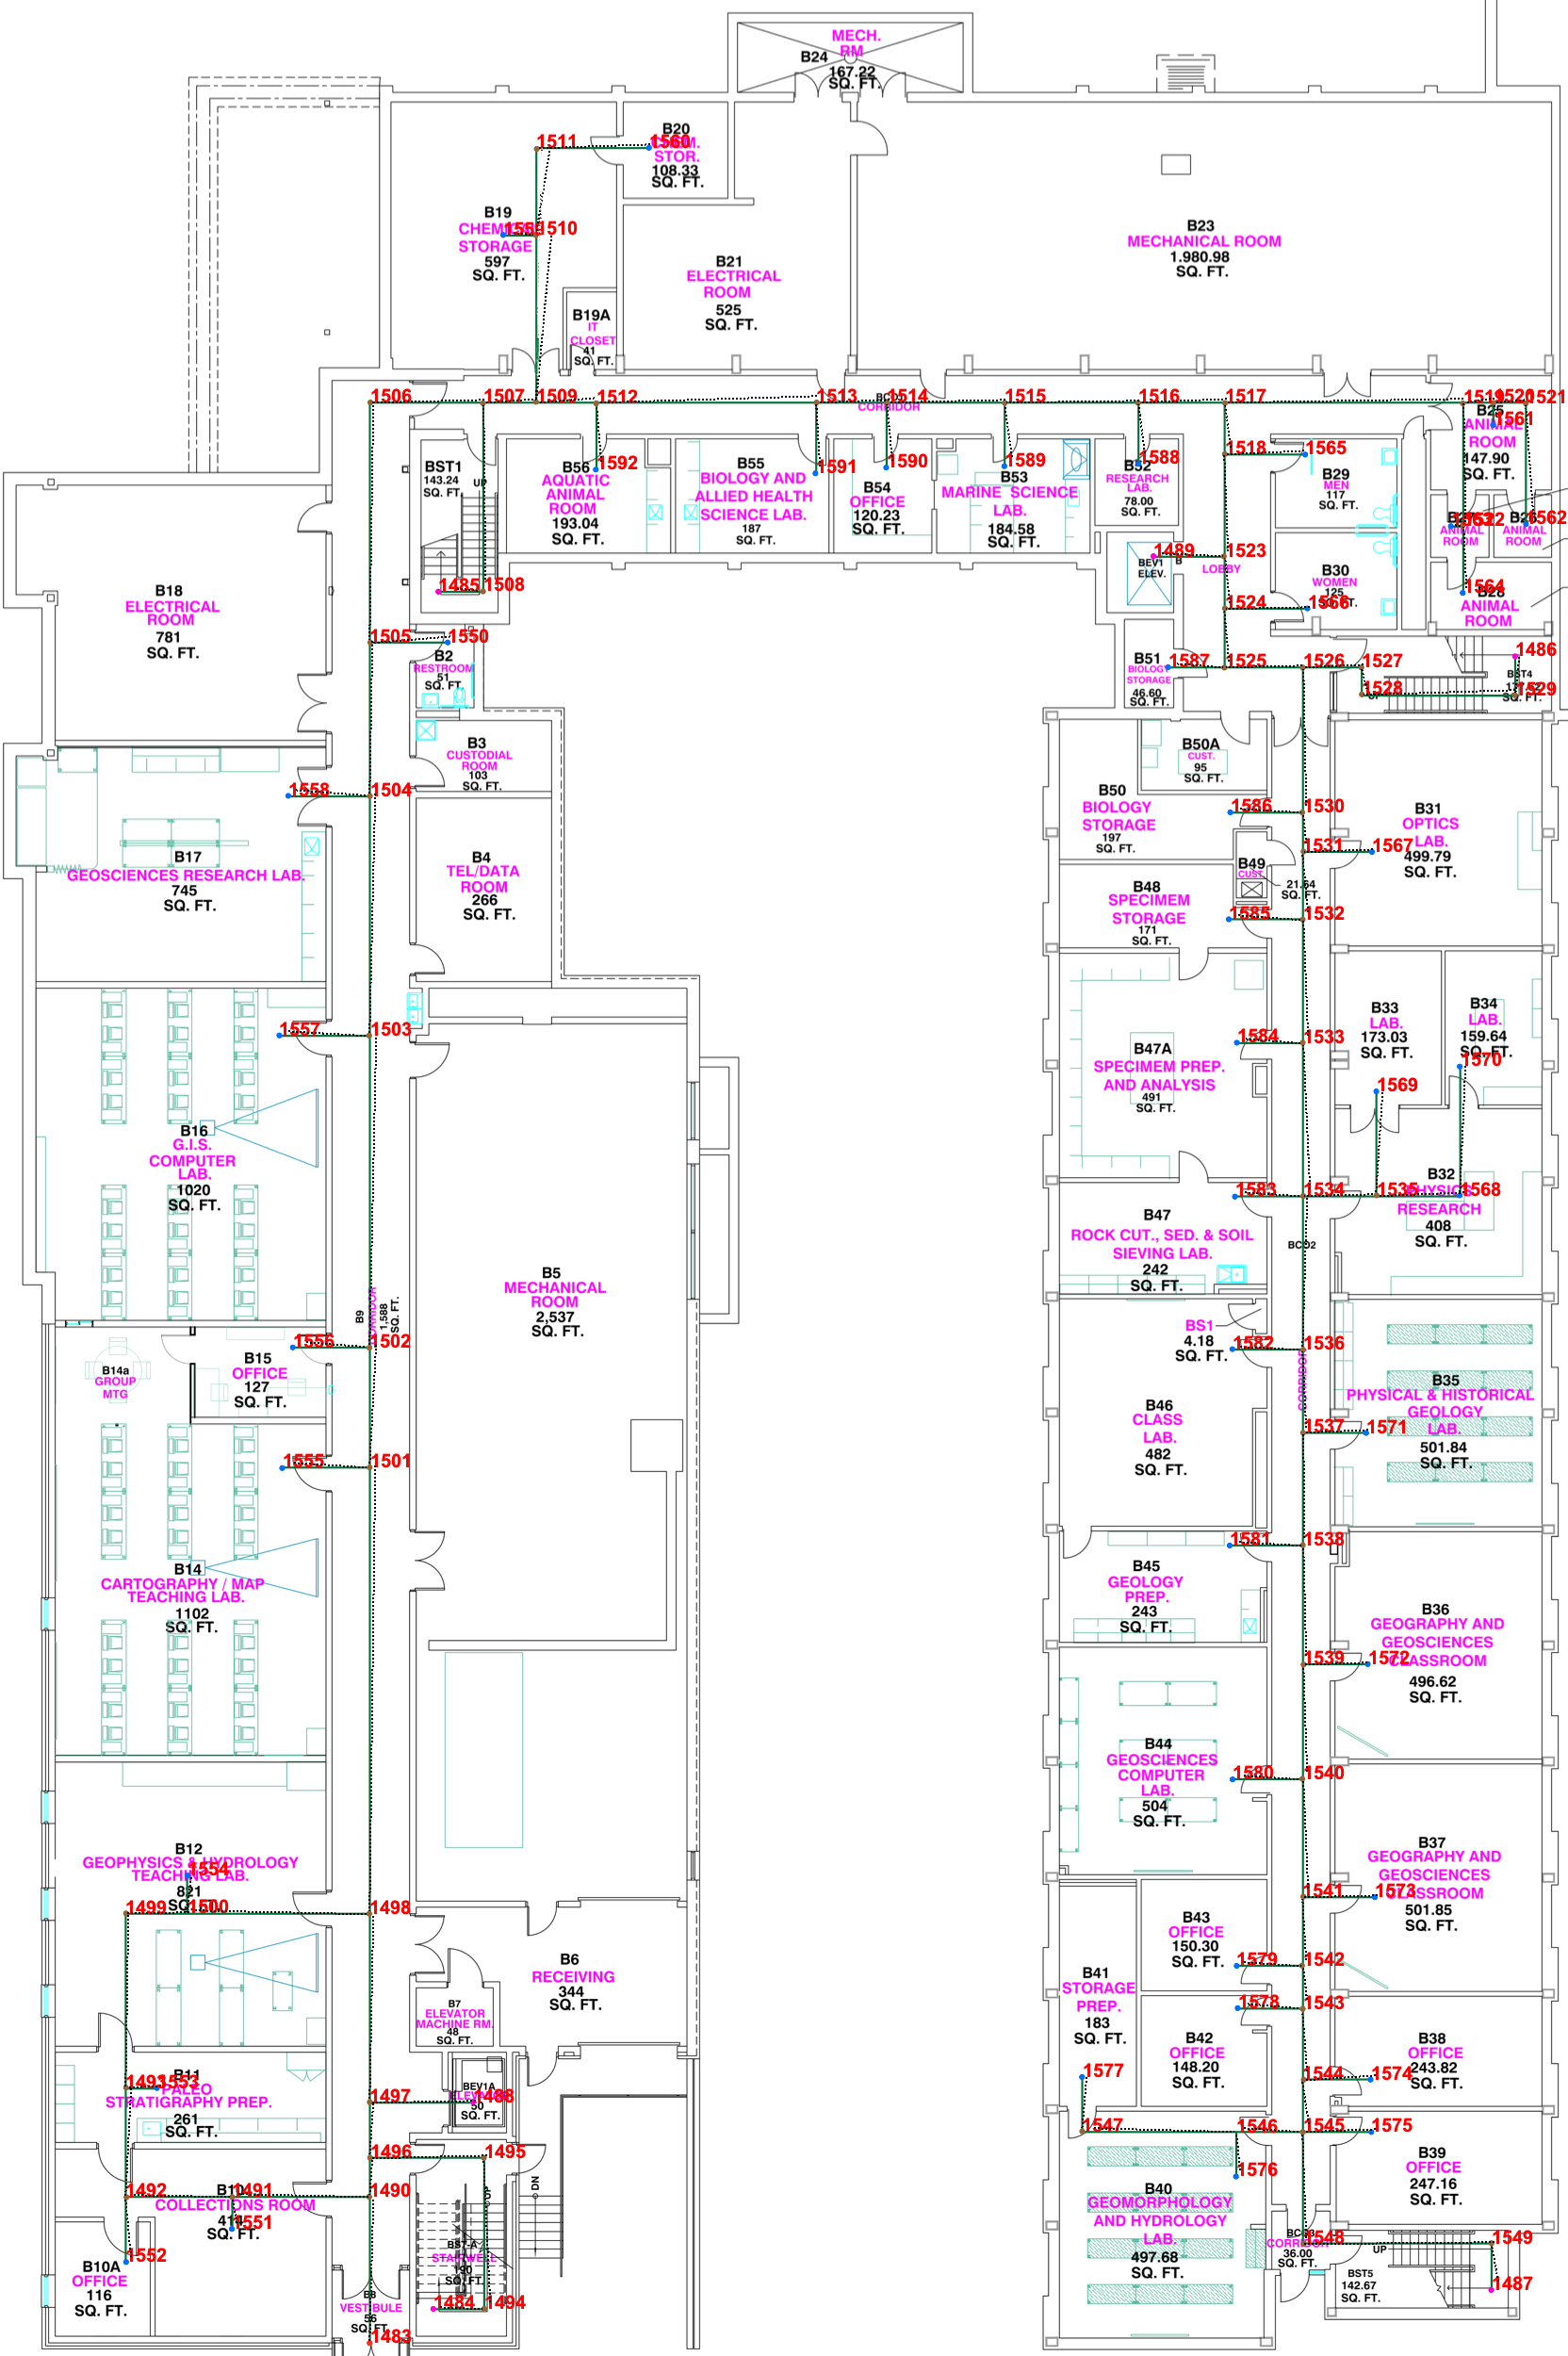 MECH.
RM
B24
167.22
SQ. FT.
B20
STOR.
108.33
SQ. FT.
1511
1560
B19
STORAGE
597
SQ. FT.
1510
B19A
IT
CLOSET
41
SQ. FT.
B21
ELECTRICAL
ROOM
525
SQ. FT.
B23
MECHANICAL ROOM
1.980.98
SQ. FT.
1506
1507
1509
1512
1513
1514
CORRIDOR
1515
1516
1517
1520
1521
1561
ROOM
147.90
SQ. FT.
1518
1565
B29
MEN
117
SQ. FT.
BST1
143.24
SQ. FT.
UP
1592
B56
AQUATIC
ANIMAL
ROOM
193.04
SQ. FT.
B55
BIOLOGY AND
ALLIED HEALTH
SCIENCE LAB.
187
SQ. FT.
1591
1590
B54
OFFICE
120.23
SQ. FT.
1589
B53
MARINE SCIENCE
LAB.
184.58
SQ. FT.
1588
B52
RESEARCH
LAB.
78.00
SQ. FT.
1562
ANIMAL
ROOM
ANIMAL
ROOM
1489
BEV1
ELEV.
B
1523
LOBBY
1524
1566
B30
WOMEN
125
1564
B28
ANIMAL
ROOM
1485
1508
B18
ELECTRICAL
ROOM
781
SQ. FT.
1505
1550
B2
RESTROOM
51
SQ. FT.
B51
1587
STORAGE
46.60
SQ. FT.
1525
1526
1527
1486
1528
1529
B3
CUSTODIAL
ROOM
103
SQ. FT.
1558
1504
B50A
CUST.
95
SQ. FT.
B50
BIOLOGY
STORAGE
197
SQ. FT.
1586
1530
B31
OPTICS
LAB.
499.79
SQ. FT.
1531
1567
B17
GEOSCIENCES RESEARCH LAB.
745
SQ. FT.
B4
TEL/DATA
ROOM
266
SQ. FT.
B49
CUST.
21.64
SQ. FT.
B48
SPECIMEM
STORAGE
171
SQ. FT.
1585
1532
1557
1503
1584
1533
B33
LAB.
173.03
SQ. FT.
B34
LAB.
159.64
SQ. FT.
1570
B47A
SPECIMEM PREP.
AND ANALYSIS
491
SQ. FT.
1569
B16
G.I.S.
COMPUTER
LAB.
1020
SQ. FT.
1583
1534
1535
1568
B32
RESEARCH
408
SQ. FT.
B47
ROCK CUT., SED. & SOIL
SIEVING LAB.
242
SQ. FT.
BCO2
B5
MECHANICAL
ROOM
2,537
SQ. FT.
B9
1,588
SQ. FT.
BS1
4.18
SQ. FT.
1582
1536
CORRIDOR
1556
1502
B14a
GROUP
MTG
B15
OFFICE
127
SQ. FT.
B46
CLASS
LAB.
482
SQ. FT.
B35
PHYSICAL & HISTORICAL
GEOLOGY
LAB.
501.84
SQ. FT.
1537
1571
1555
1501
1581
1538
B14
CARTOGRAPHY / MAP
TEACHING LAB.
1102
SQ. FT.
B45
GEOLOGY
PREP.
243
SQ. FT.
B36
GEOGRAPHY AND
GEOSCIENCES
CLASSROOM
496.62
SQ. FT.
1539
1572
B44
GEOSCIENCES
COMPUTER
LAB.
504
SQ. FT.
1580
1540
B12
GEOPHYSICS & HYDROLOGY
TEACHING LAB.
1554
821
SQ. FT.
1499
1500
1498
B37
GEOGRAPHY AND
GEOSCIENCES
CLASSROOM
501.85
SQ. FT.
1541
1573
B43
OFFICE
150.30
SQ. FT.
1579
1542
B6
RECEIVING
344
SQ. FT.
B41
STORAGE
PREP.
183
SQ. FT.
B7
ELEVATOR
MACHINE RM.
48
SQ. FT.
1578
1543
B42
OFFICE
148.20
SQ. FT.
B38
OFFICE
243.82
SQ. FT.
1544
1574
1577
B11
1493
1553
PALEO
STRATIGRAPHY PREP.
261
SQ. FT.
BEV1A
1488
50
SQ. FT.
1497
1547
1546
1545
1575
1496
1495
1576
B39
OFFICE
247.16
SQ. FT.
DN
B40
GEOMORPHOLOGY
AND HYDROLOGY
LAB.
497.68
SQ. FT.
1492
1491
1490
COLLECTIONS ROOM
SQ. FT.
1551
1552
B10A
OFFICE
116
SQ. FT.
STAIRWELL
190
SQ. FT.
1548
36.00
SQ. FT.
UP
1549
1487
BST5
142.67
SQ. FT.
B8
VESTIBULE
56
SQ. FT.
1484
1494
1483